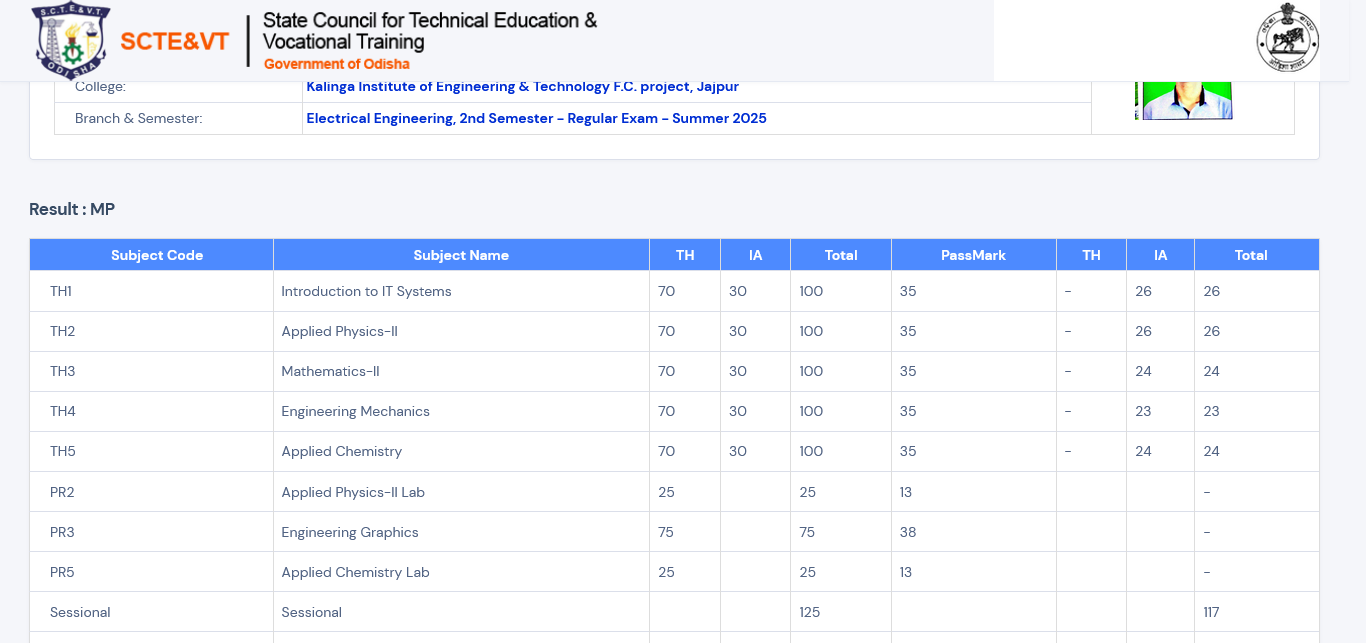 S.C.T.E.&V.T.
ODISHA
SCTE&VT
State Council for Technical Education &
Vocational Training
Government of Odisha
College: Kalinga Institute of Engineering & Technology F.C. project, Jajpur
Branch & Semester: Electrical Engineering, 2nd Semester - Regular Exam - Summer 2025
Result : MP
Subject Code Subject Name TH IA Total PassMark TH IA Total
TH1 Introduction to IT Systems 70 30 100 35 - 26 26
TH2 Applied Physics-II 70 30 100 35 - 26 26
TH3 Mathematics-II 70 30 100 35 - 24 24
TH4 Engineering Mechanics 70 30 100 35 - 23 23
TH5 Applied Chemistry 70 30 100 35 - 24 24
PR2 Applied Physics-II Lab 25 25 13 -
PR3 Engineering Graphics 75 75 38 -
PR5 Applied Chemistry Lab 25 25 13 -
Sessional Sessional 125 117